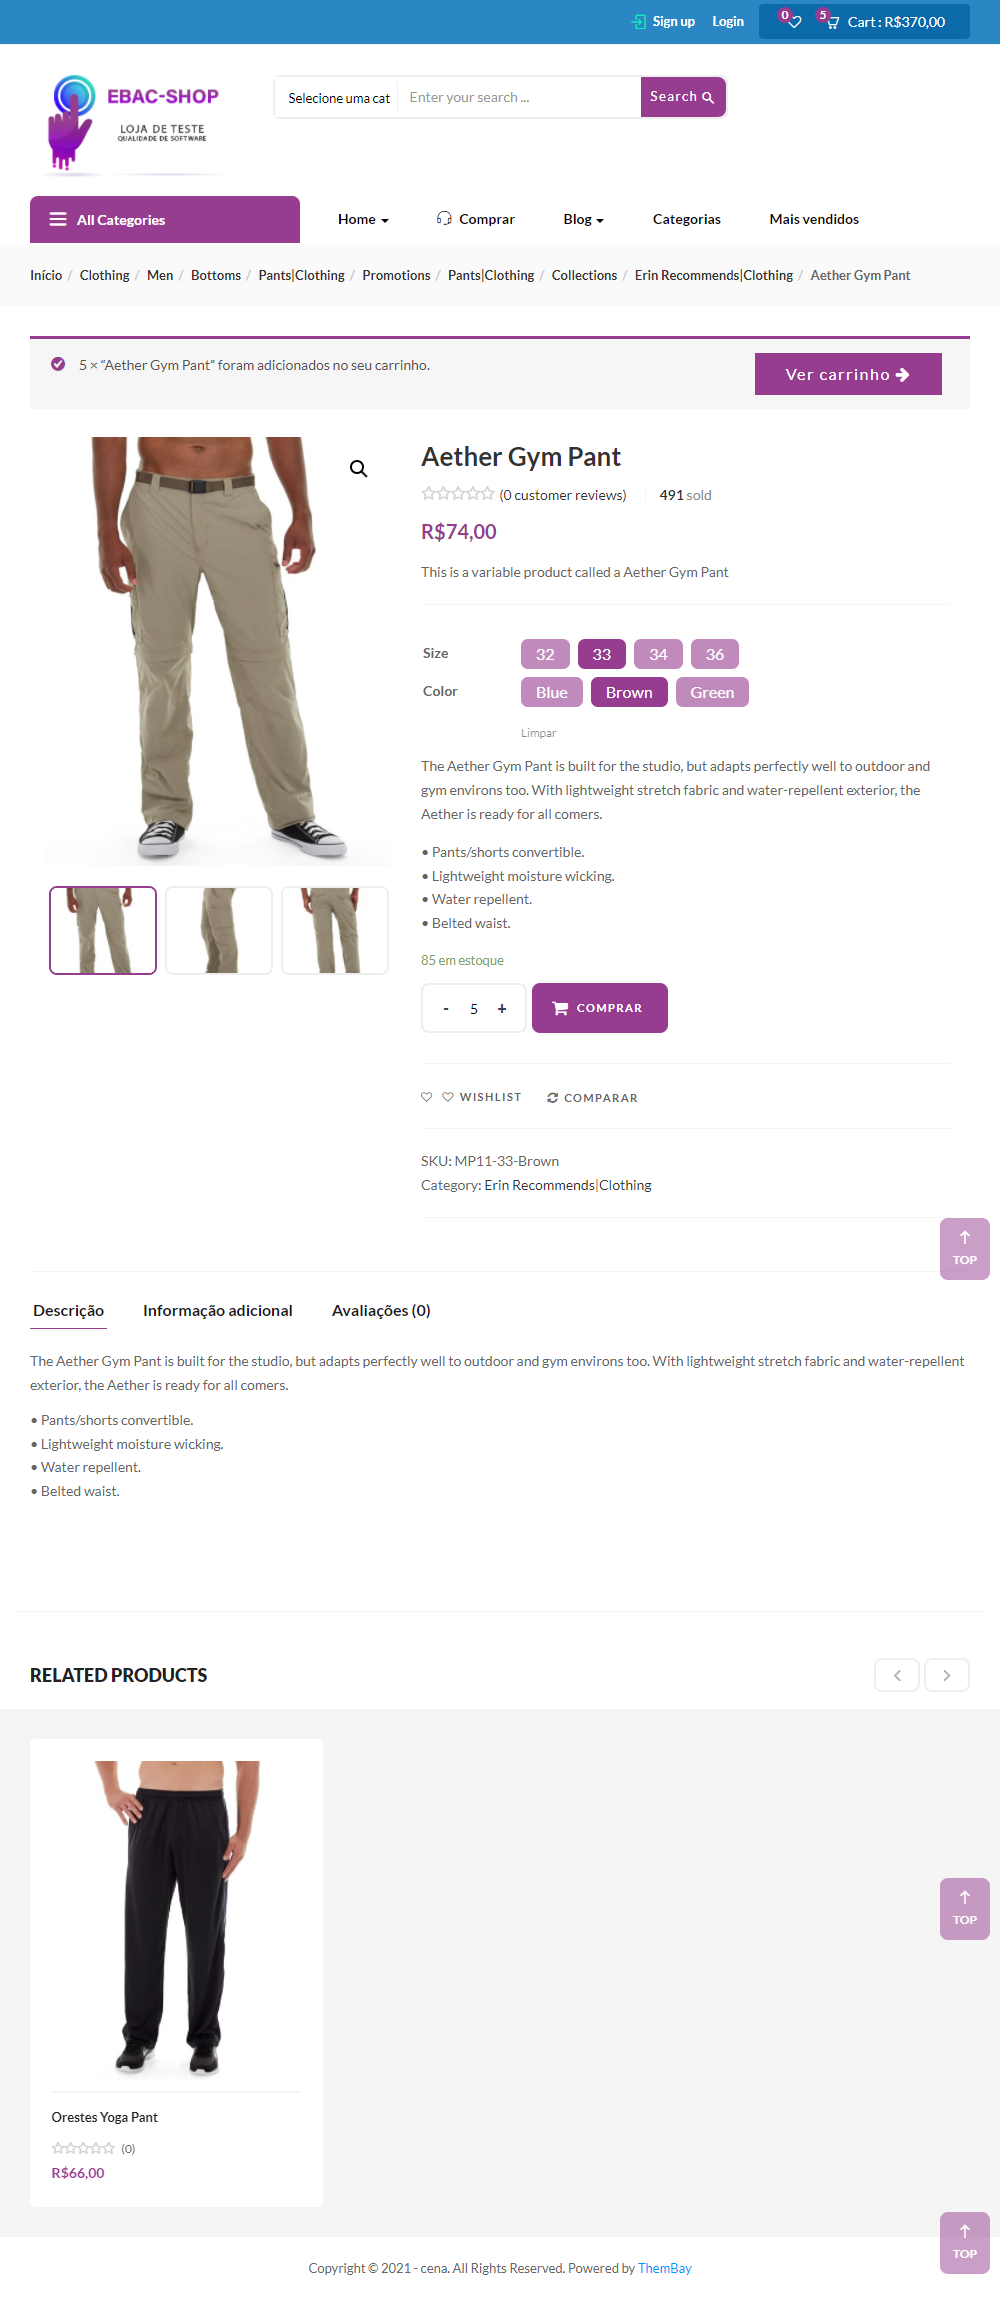 Sign up Login 0 5 Cart : R$370,00
EBAC-SHOP
LOJA DE TESTE
QUALIDADE DE SOFTWARE
Selecione uma cat Enter your search ... Search
All Categories Home Comprar Blog Categorias Mais vendidos
Início / Clothing / Men / Bottoms / Pants|Clothing / Promotions / Pants|Clothing / Collections / Erin Recommends|Clothing / Aether Gym Pant
5 × “Aether Gym Pant” foram adicionados no seu carrinho. Ver carrinho
Aether Gym Pant
(0 customer reviews) 491 sold
R$74,00
This is a variable product called a Aether Gym Pant
Size 32 33 34 36
Color Blue Brown Green
Limpar
The Aether Gym Pant is built for the studio, but adapts perfectly well to outdoor and
gym environs too. With lightweight stretch fabric and water-repellent exterior, the
Aether is ready for all comers.
• Pants/shorts convertible.
• Lightweight moisture wicking.
• Water repellent.
• Belted waist.
85 em estoque
- 5 + COMPRAR
WISHLIST COMPARAR
SKU: MP11-33-Brown
Category: Erin Recommends|Clothing
TOP
Descrição Informação adicional Avaliações (0)
The Aether Gym Pant is built for the studio, but adapts perfectly well to outdoor and gym environs too. With lightweight stretch fabric and water-repellent
exterior, the Aether is ready for all comers.
• Pants/shorts convertible.
• Lightweight moisture wicking.
• Water repellent.
• Belted waist.
RELATED PRODUCTS
TOP
Orestes Yoga Pant
(0)
R$66,00
TOP
Copyright © 2021 - cena. All Rights Reserved. Powered by ThemBay